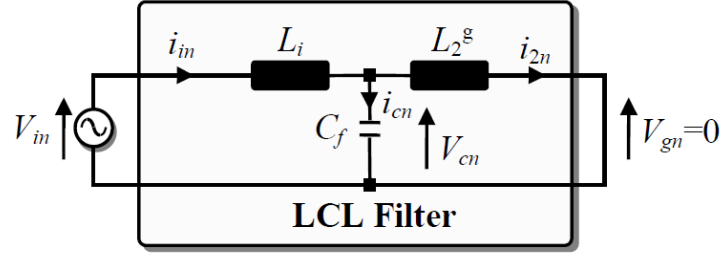 i_in
L_i
L_2^g
i_2n
V_in
C_f
i_cn
V_cn
V_gn=0
LCL Filter